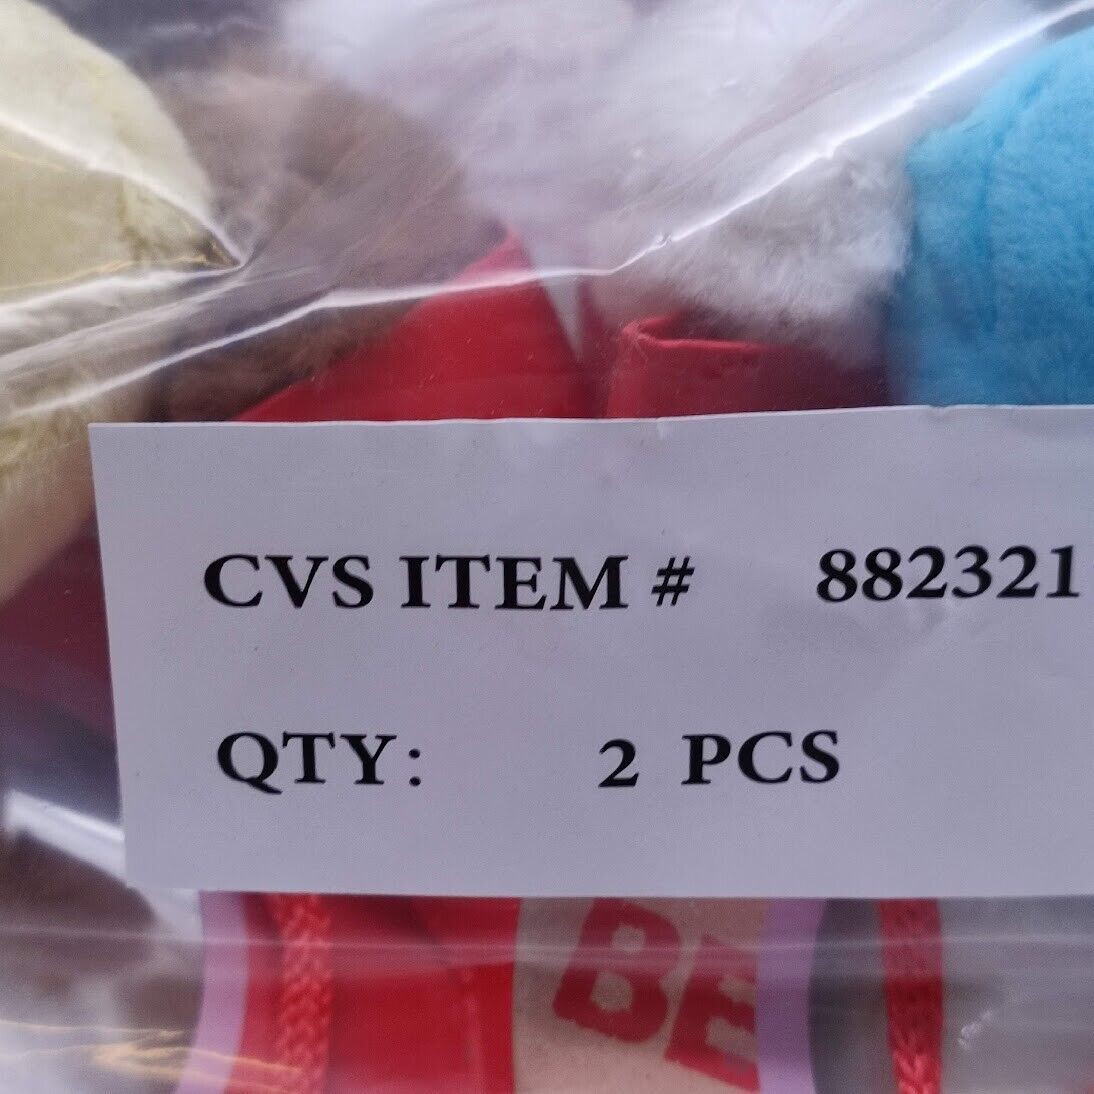 CVS ITEM # 882321
QTY: 2 PCS
BE